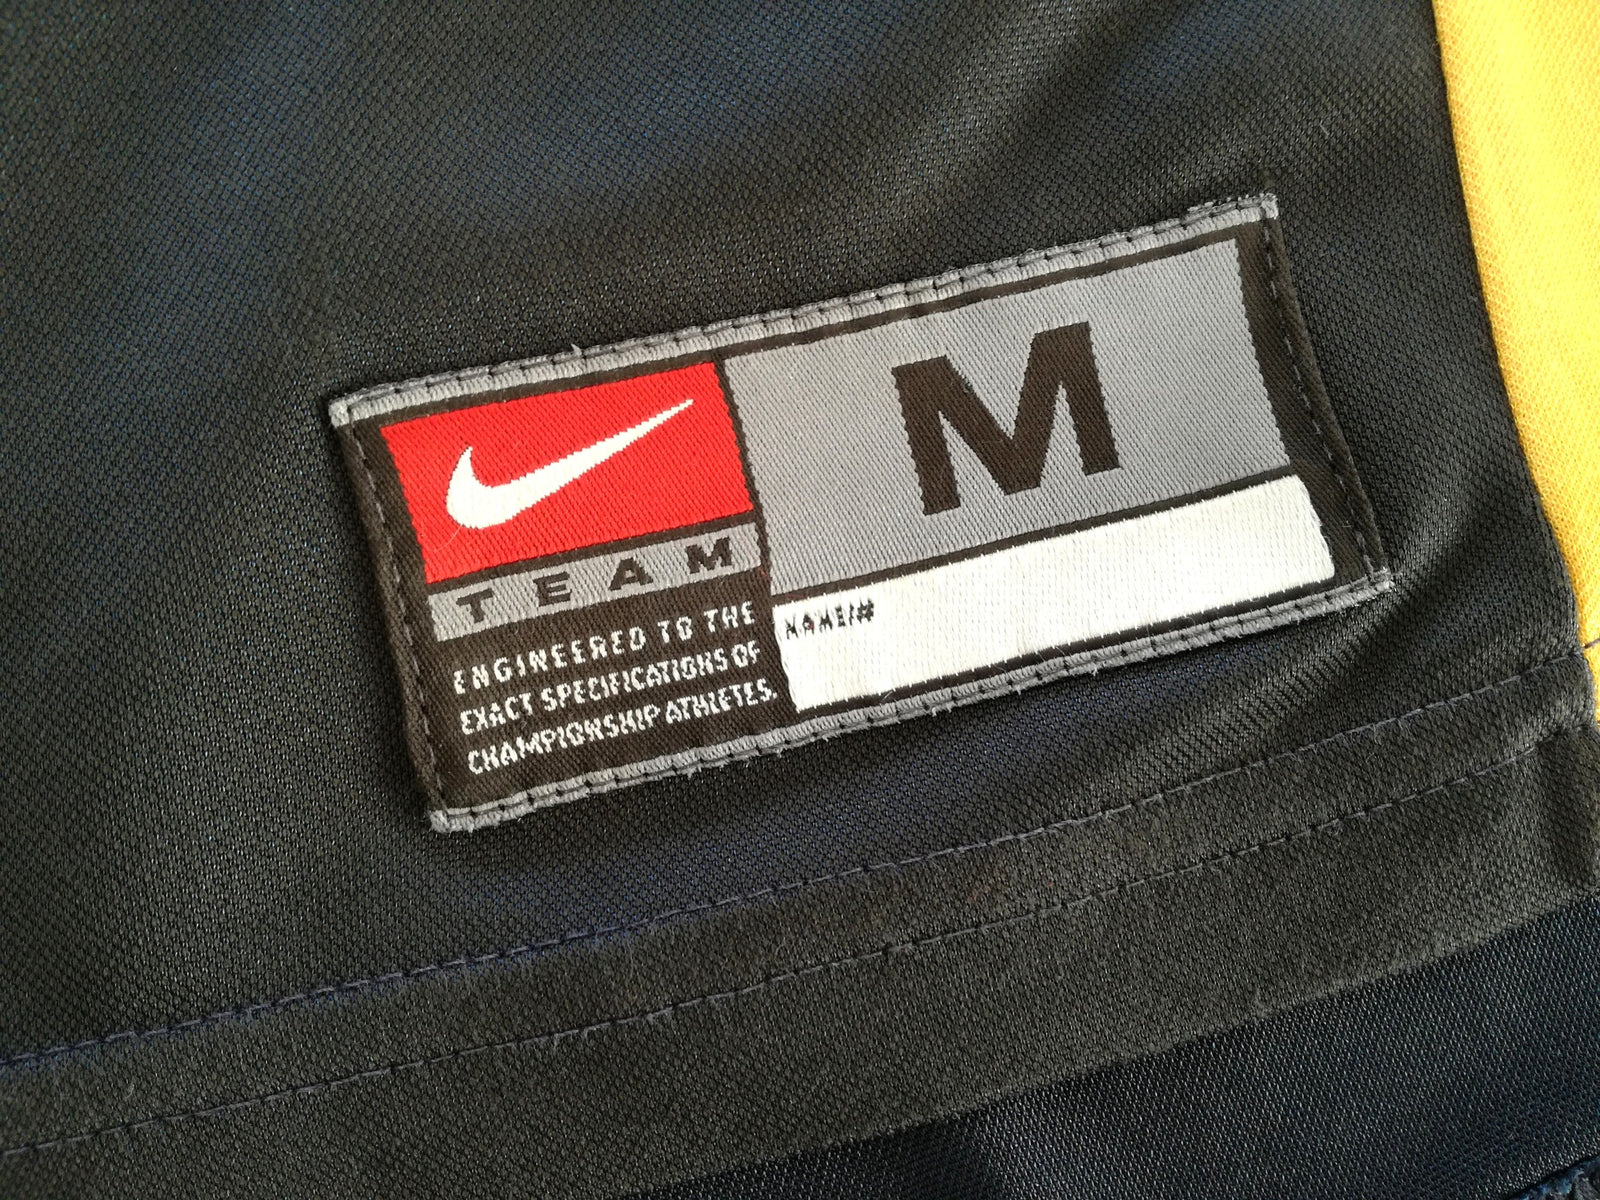 M
TEAM
NAME/#
ENGINEERED TO THE
EXACT SPECIFICATIONS OF
CHAMPIONSHIP ATHLETES.